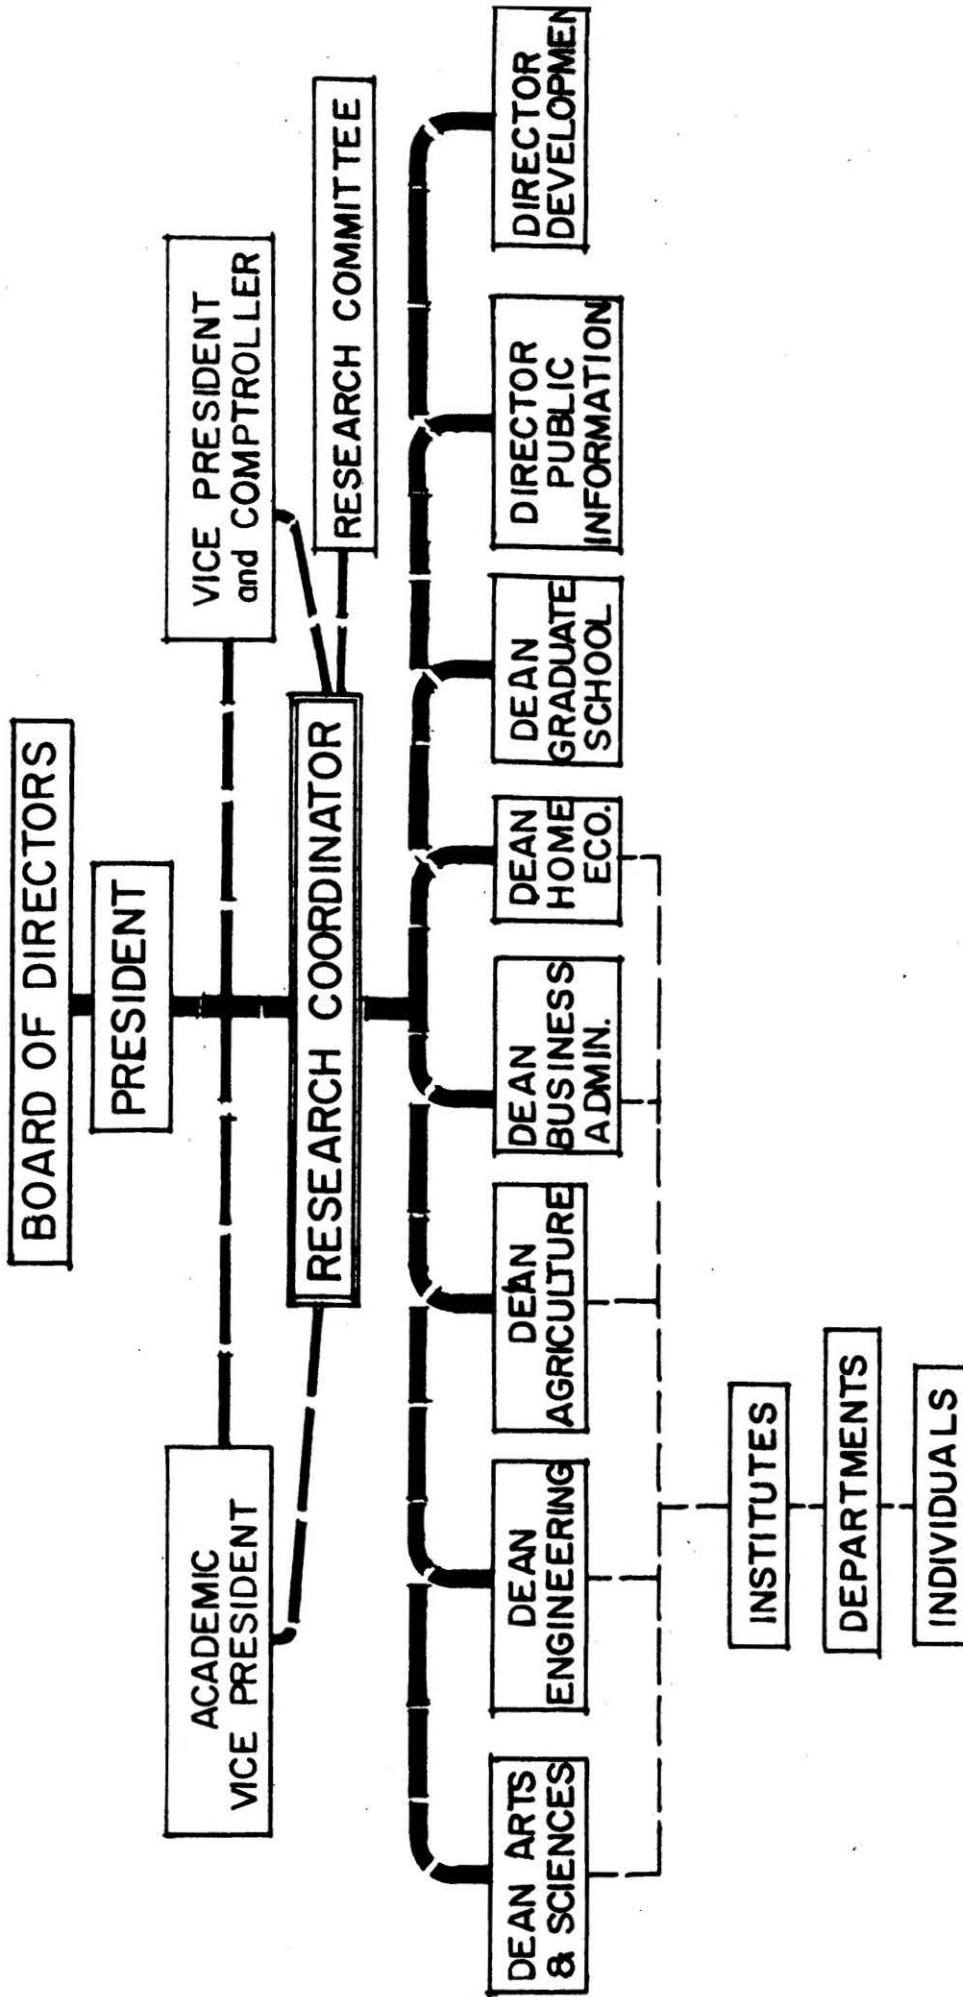 BOARD OF DIRECTORS
PRESIDENT
ACADEMIC
VICE PRESIDENT
VICE PRESIDENT
and COMPTROLLER
RESEARCH COORDINATOR
RESEARCH COMMITTEE
DEAN ARTS
& SCIENCES
DEAN
ENGINEERING
DEAN
AGRICULTURE
DEAN
BUSINESS
ADMIN.
DEAN
HOME
ECO.
DEAN
GRADUATE
SCHOOL
DIRECTOR
PUBLIC
INFORMATION
DIRECTOR
DEVELOPMEN
INSTITUTES
DEPARTMENTS
INDIVIDUALS